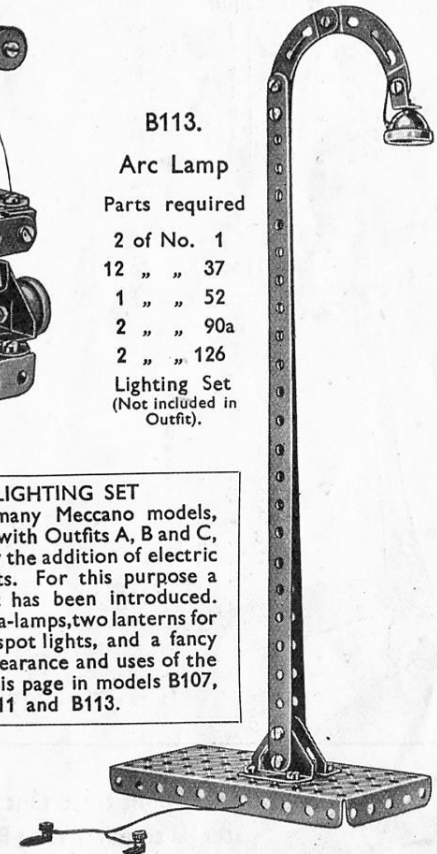 B113.
Arc Lamp
Parts required
2 of No. 1
12 „ „ 37
1 „ „ 52
2 „ „ 90a
2 „ „ 126
Lighting Set
(Not included in
Outfit).
LIGHTING SET
many Meccano models,
with Outfits A, B and C,
the addition of electric
ts. For this purpose a
has been introduced.
a-lamps,two lanterns for
spot lights, and a fancy
earance and uses of the
is page in models B107,
11 and B113.